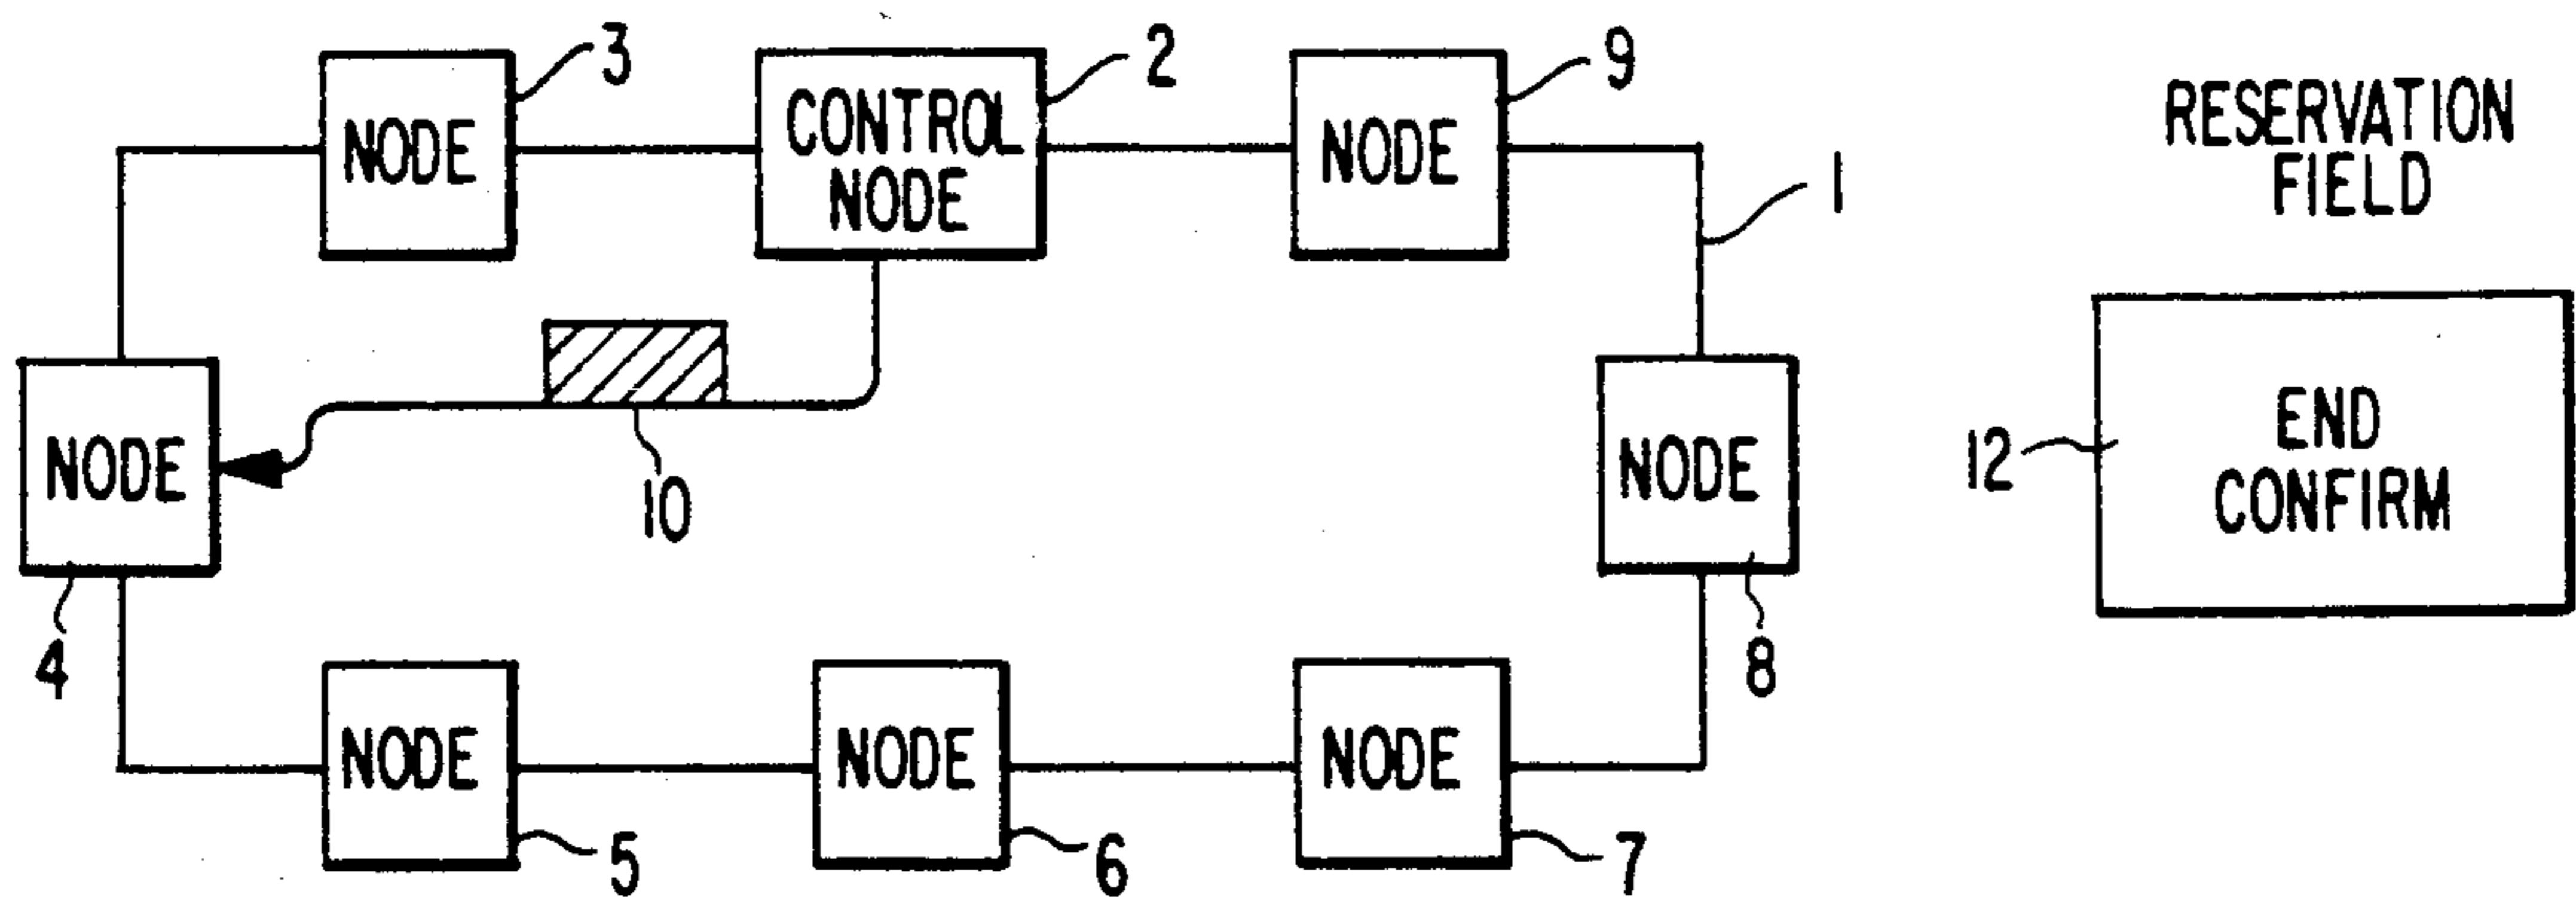 3
2
9
NODE
CONTROL
NODE
NODE
1
RESERVATION
FIELD
NODE
4
10
NODE
8
12
END
CONFIRM
NODE
5
NODE
6
NODE
7